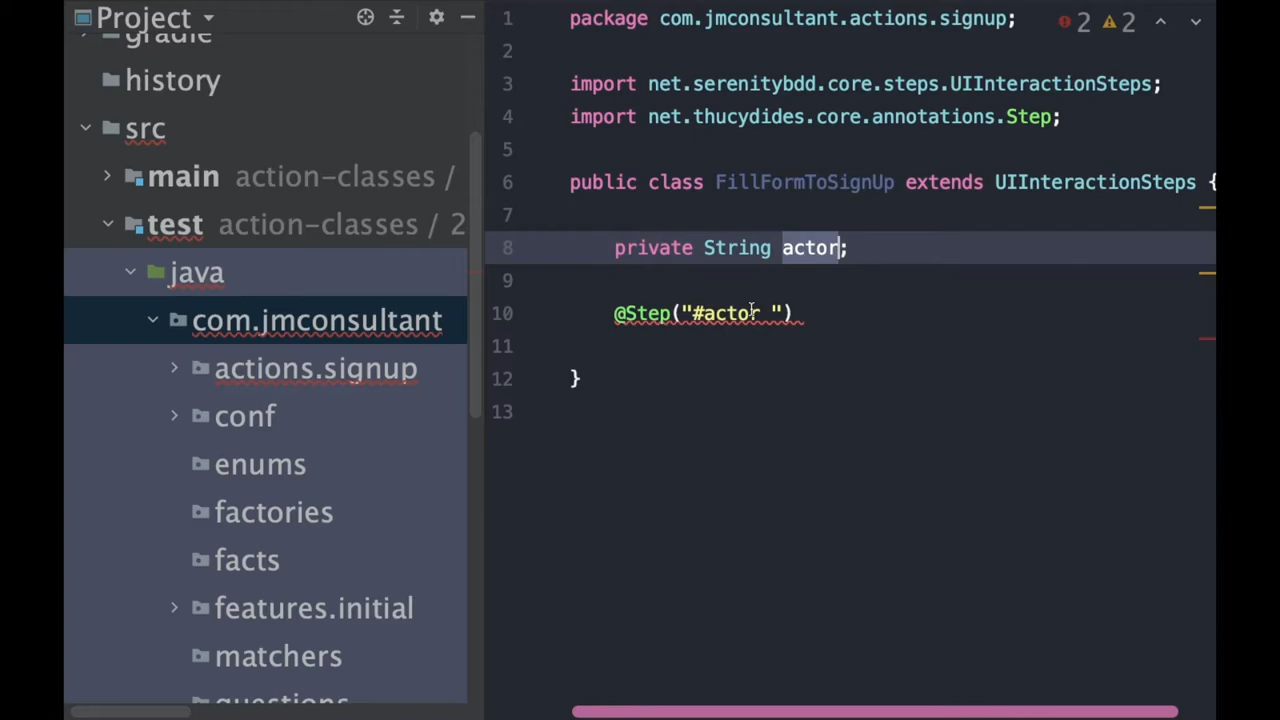 Project
gradle
history
src
main action-classes /
test action-classes / 2
java
com.jmconsultant
actions.signup
conf
enums
factories
facts
features.initial
matchers
questions
1 package com.jmconsultant.actions.signup;
2 2
2
3 import net.serenitybdd.core.steps.UIInteractionSteps;
4 import net.thucydides.core.annotations.Step;
5
6 public class FillFormToSignUp extends UIInteractionSteps {
7
8 private String actor;
9
10 @Step("#actor ")
11
12 }
13